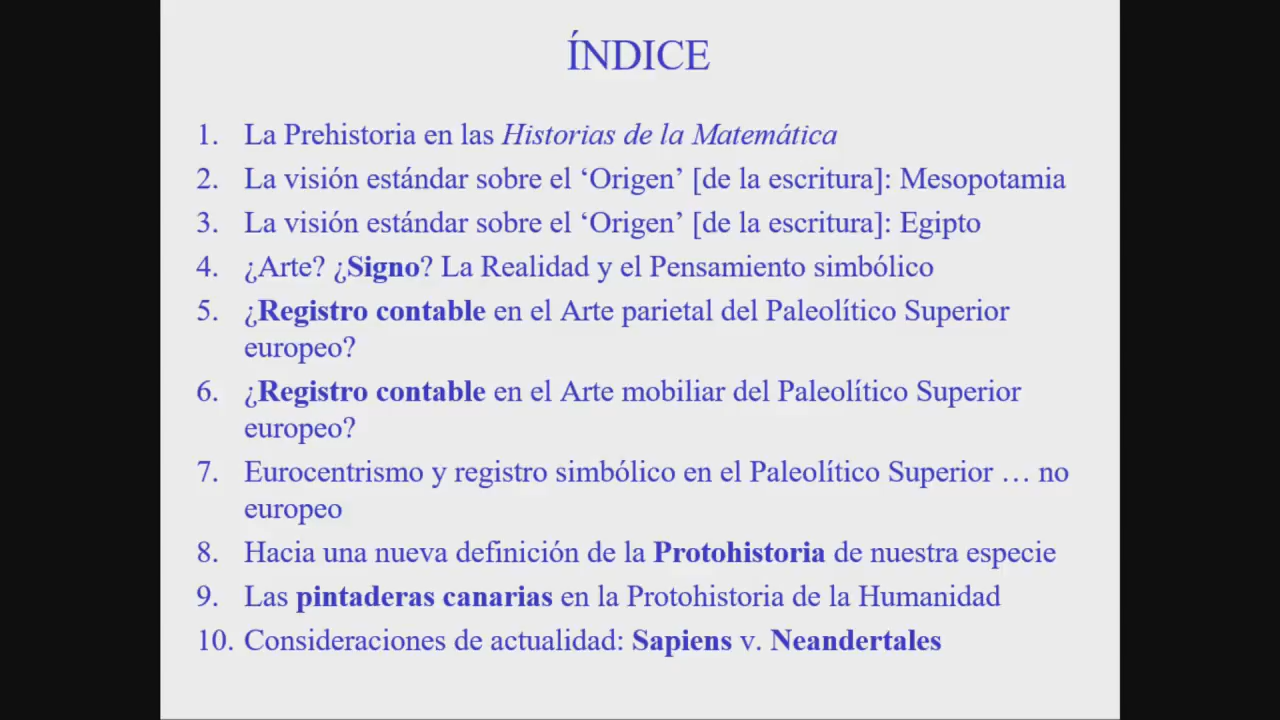 ÍNDICE
1. La Prehistoria en las Historias de la Matemática
2. La visión estándar sobre el ‘Origen’ [de la escritura]: Mesopotamia
3. La visión estándar sobre el ‘Origen’ [de la escritura]: Egipto
4. ¿Arte? ¿Signo? La Realidad y el Pensamiento simbólico
5. ¿Registro contable en el Arte parietal del Paleolítico Superior
europeo?
6. ¿Registro contable en el Arte mobiliar del Paleolítico Superior
europeo?
7. Eurocentrismo y registro simbólico en el Paleolítico Superior … no
europeo
8. Hacia una nueva definición de la Protohistoria de nuestra especie
9. Las pintaderas canarias en la Protohistoria de la Humanidad
10. Consideraciones de actualidad: Sapiens v. Neandertales